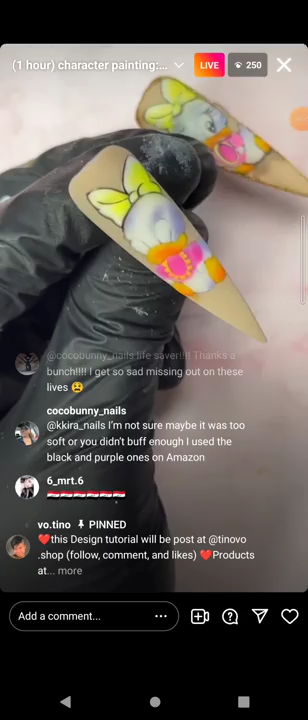 (1 hour) character painting:...
LIVE
250
@cocobunny_nails life saver!!!! Thanks a
bunch!!!! I get so sad missing out on these
lives 😫
cocobunny_nails
@kkira_nails I'm not sure maybe it was too
soft or you didn't buff enough I used the
black and purple ones on Amazon
6_mrt.6
vo.tino 📌 PINNED
❤️this Design tutorial will be post at @tinovo
.shop (follow, comment, and likes) ❤️Products
at... more
Add a comment...